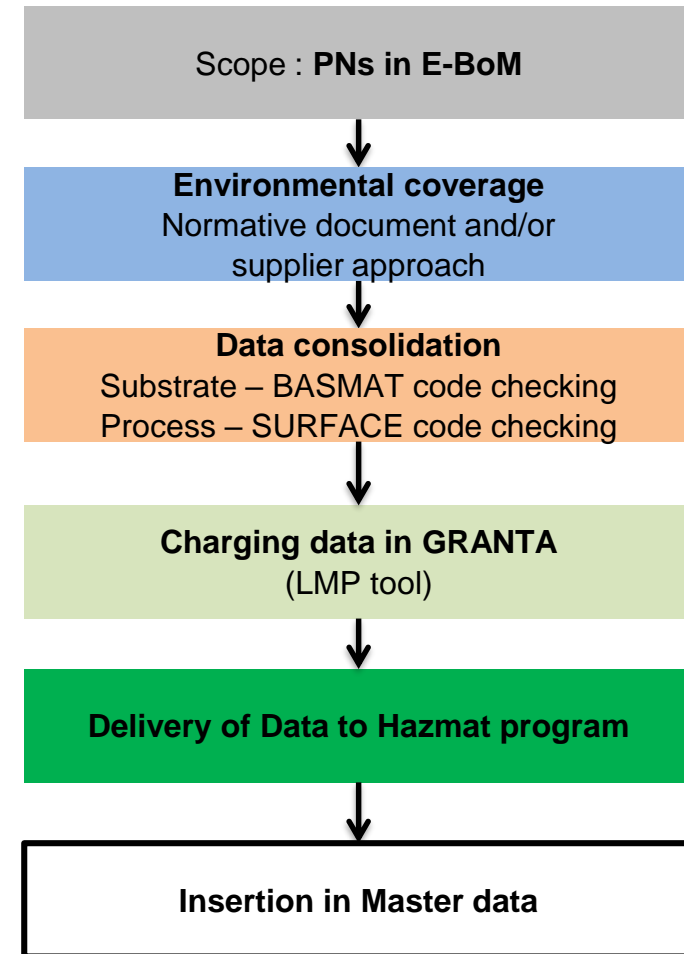 Scope : PNs in E-BoM
Environmental coverage
Normative document and/or
supplier approach
Data consolidation
Substrate – BASMAT code checking
Process – SURFACE code checking
Charging data in GRANTA
(LMP tool)
Delivery of Data to Hazmat program
Insertion in Master data